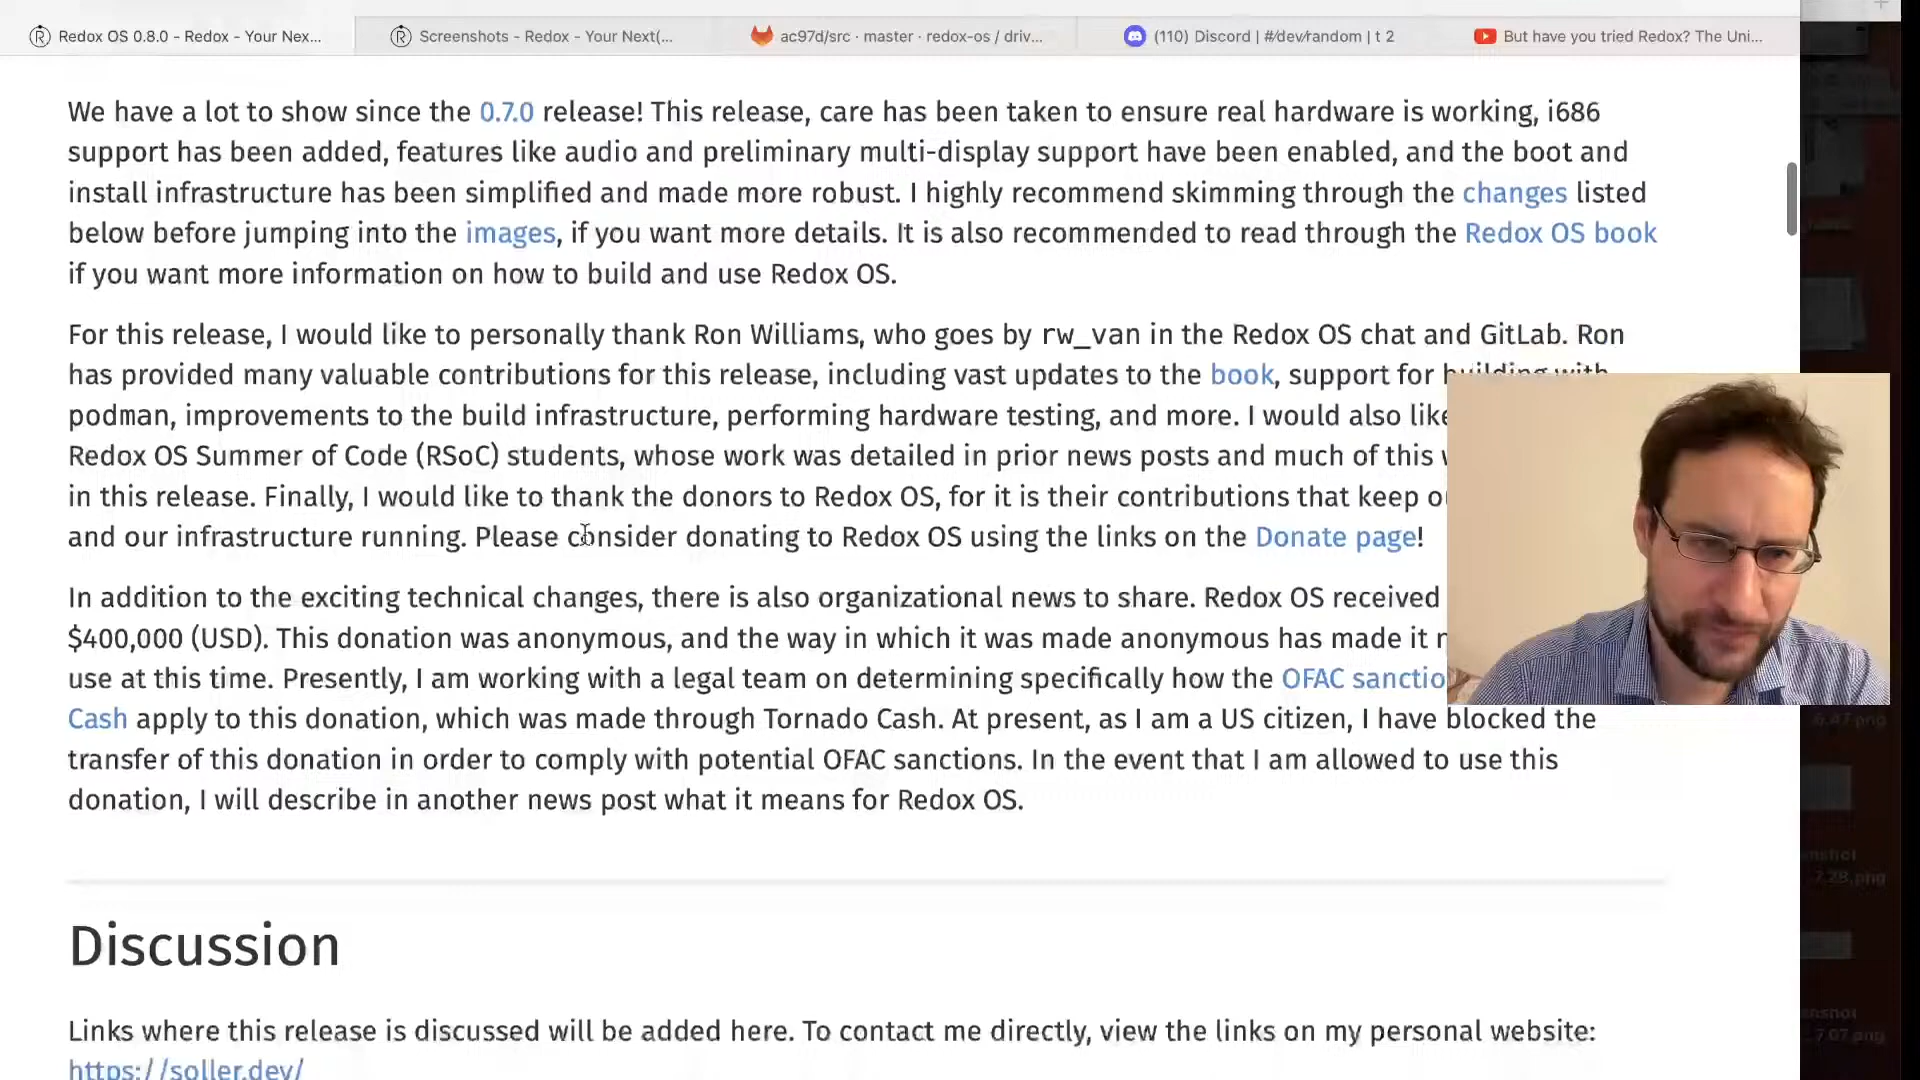 Redox OS 0.8.0 - Redox - Your Nex...
Screenshots - Redox - Your Next(...
ac97d/src · master · redox-os / driv...
(110) Discord | #/dev/random | t 2
But have you tried Redox? The Uni...
We have a lot to show since the 0.7.0 release! This release, care has been taken to ensure real hardware is working, i686
support has been added, features like audio and preliminary multi-display support have been enabled, and the boot and
install infrastructure has been simplified and made more robust. I highly recommend skimming through the changes listed
below before jumping into the images, if you want more details. It is also recommended to read through the Redox OS book
if you want more information on how to build and use Redox OS.
For this release, I would like to personally thank Ron Williams, who goes by rw_van in the Redox OS chat and GitLab. Ron
has provided many valuable contributions for this release, including vast updates to the book, support for building with
podman, improvements to the build infrastructure, performing hardware testing, and more. I would also like
Redox OS Summer of Code (RSoC) students, whose work was detailed in prior news posts and much of this
in this release. Finally, I would like to thank the donors to Redox OS, for it is their contributions that keep
and our infrastructure running. Please consider donating to Redox OS using the links on the Donate page!
In addition to the exciting technical changes, there is also organizational news to share. Redox OS received
$400,000 (USD). This donation was anonymous, and the way in which it was made anonymous has made it
use at this time. Presently, I am working with a legal team on determining specifically how the OFAC sanctio
Cash apply to this donation, which was made through Tornado Cash. At present, as I am a US citizen, I have blocked the
transfer of this donation in order to comply with potential OFAC sanctions. In the event that I am allowed to use this
donation, I will describe in another news post what it means for Redox OS.
Discussion
Links where this release is discussed will be added here. To contact me directly, view the links on my personal website:
https://soller.dev/
6.47.png
7.28.png
7.07.png